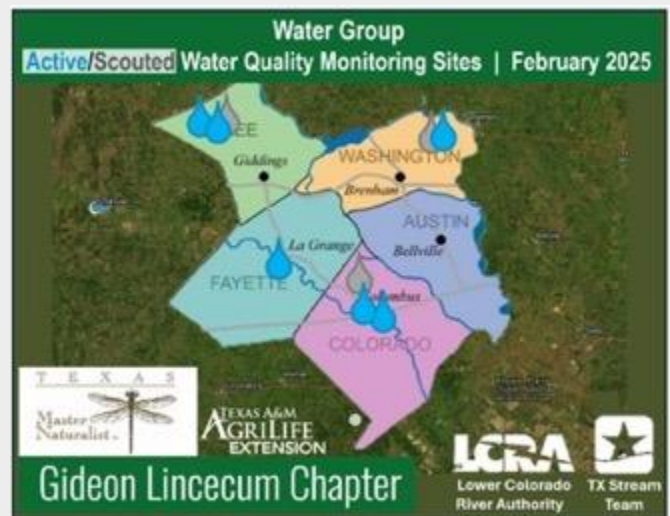 Water Group
Active/Scouted Water Quality Monitoring Sites | February 2025
EE
Giddings
WASHINGTON
Brenham
AUSTIN
La Grange
Bellville
FAYETTE
Columbus
COLORADO
TEXAS
Master
Naturalist
TEXAS A&M
AGRILIFE
EXTENSION
LCRA
Lower Colorado
River Authority
TX Stream
Team
Gideon Lincecum Chapter